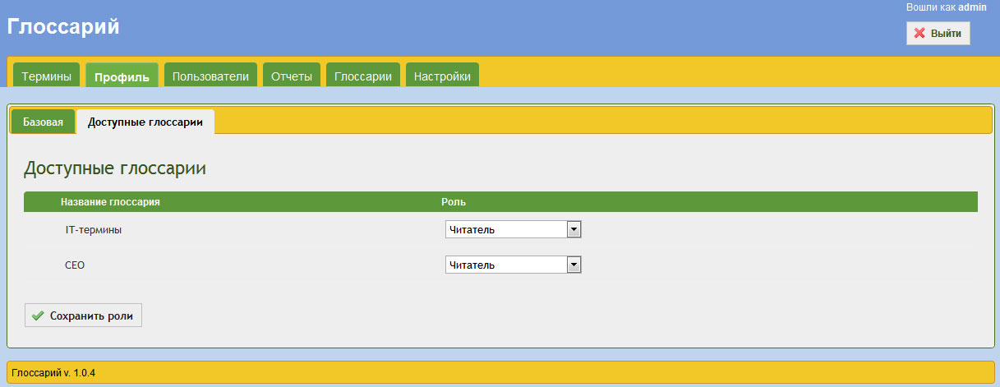 Вошли как admin
Глоссарий
Выйти
Термины Профиль Пользователи Отчеты Глоссарии Настройки
Базовая Доступные глоссарии
Доступные глоссарии
Название глоссария Роль
IT-термины Читатель
CEO Читатель
Сохранить роли
Глоссарий v. 1.0.4